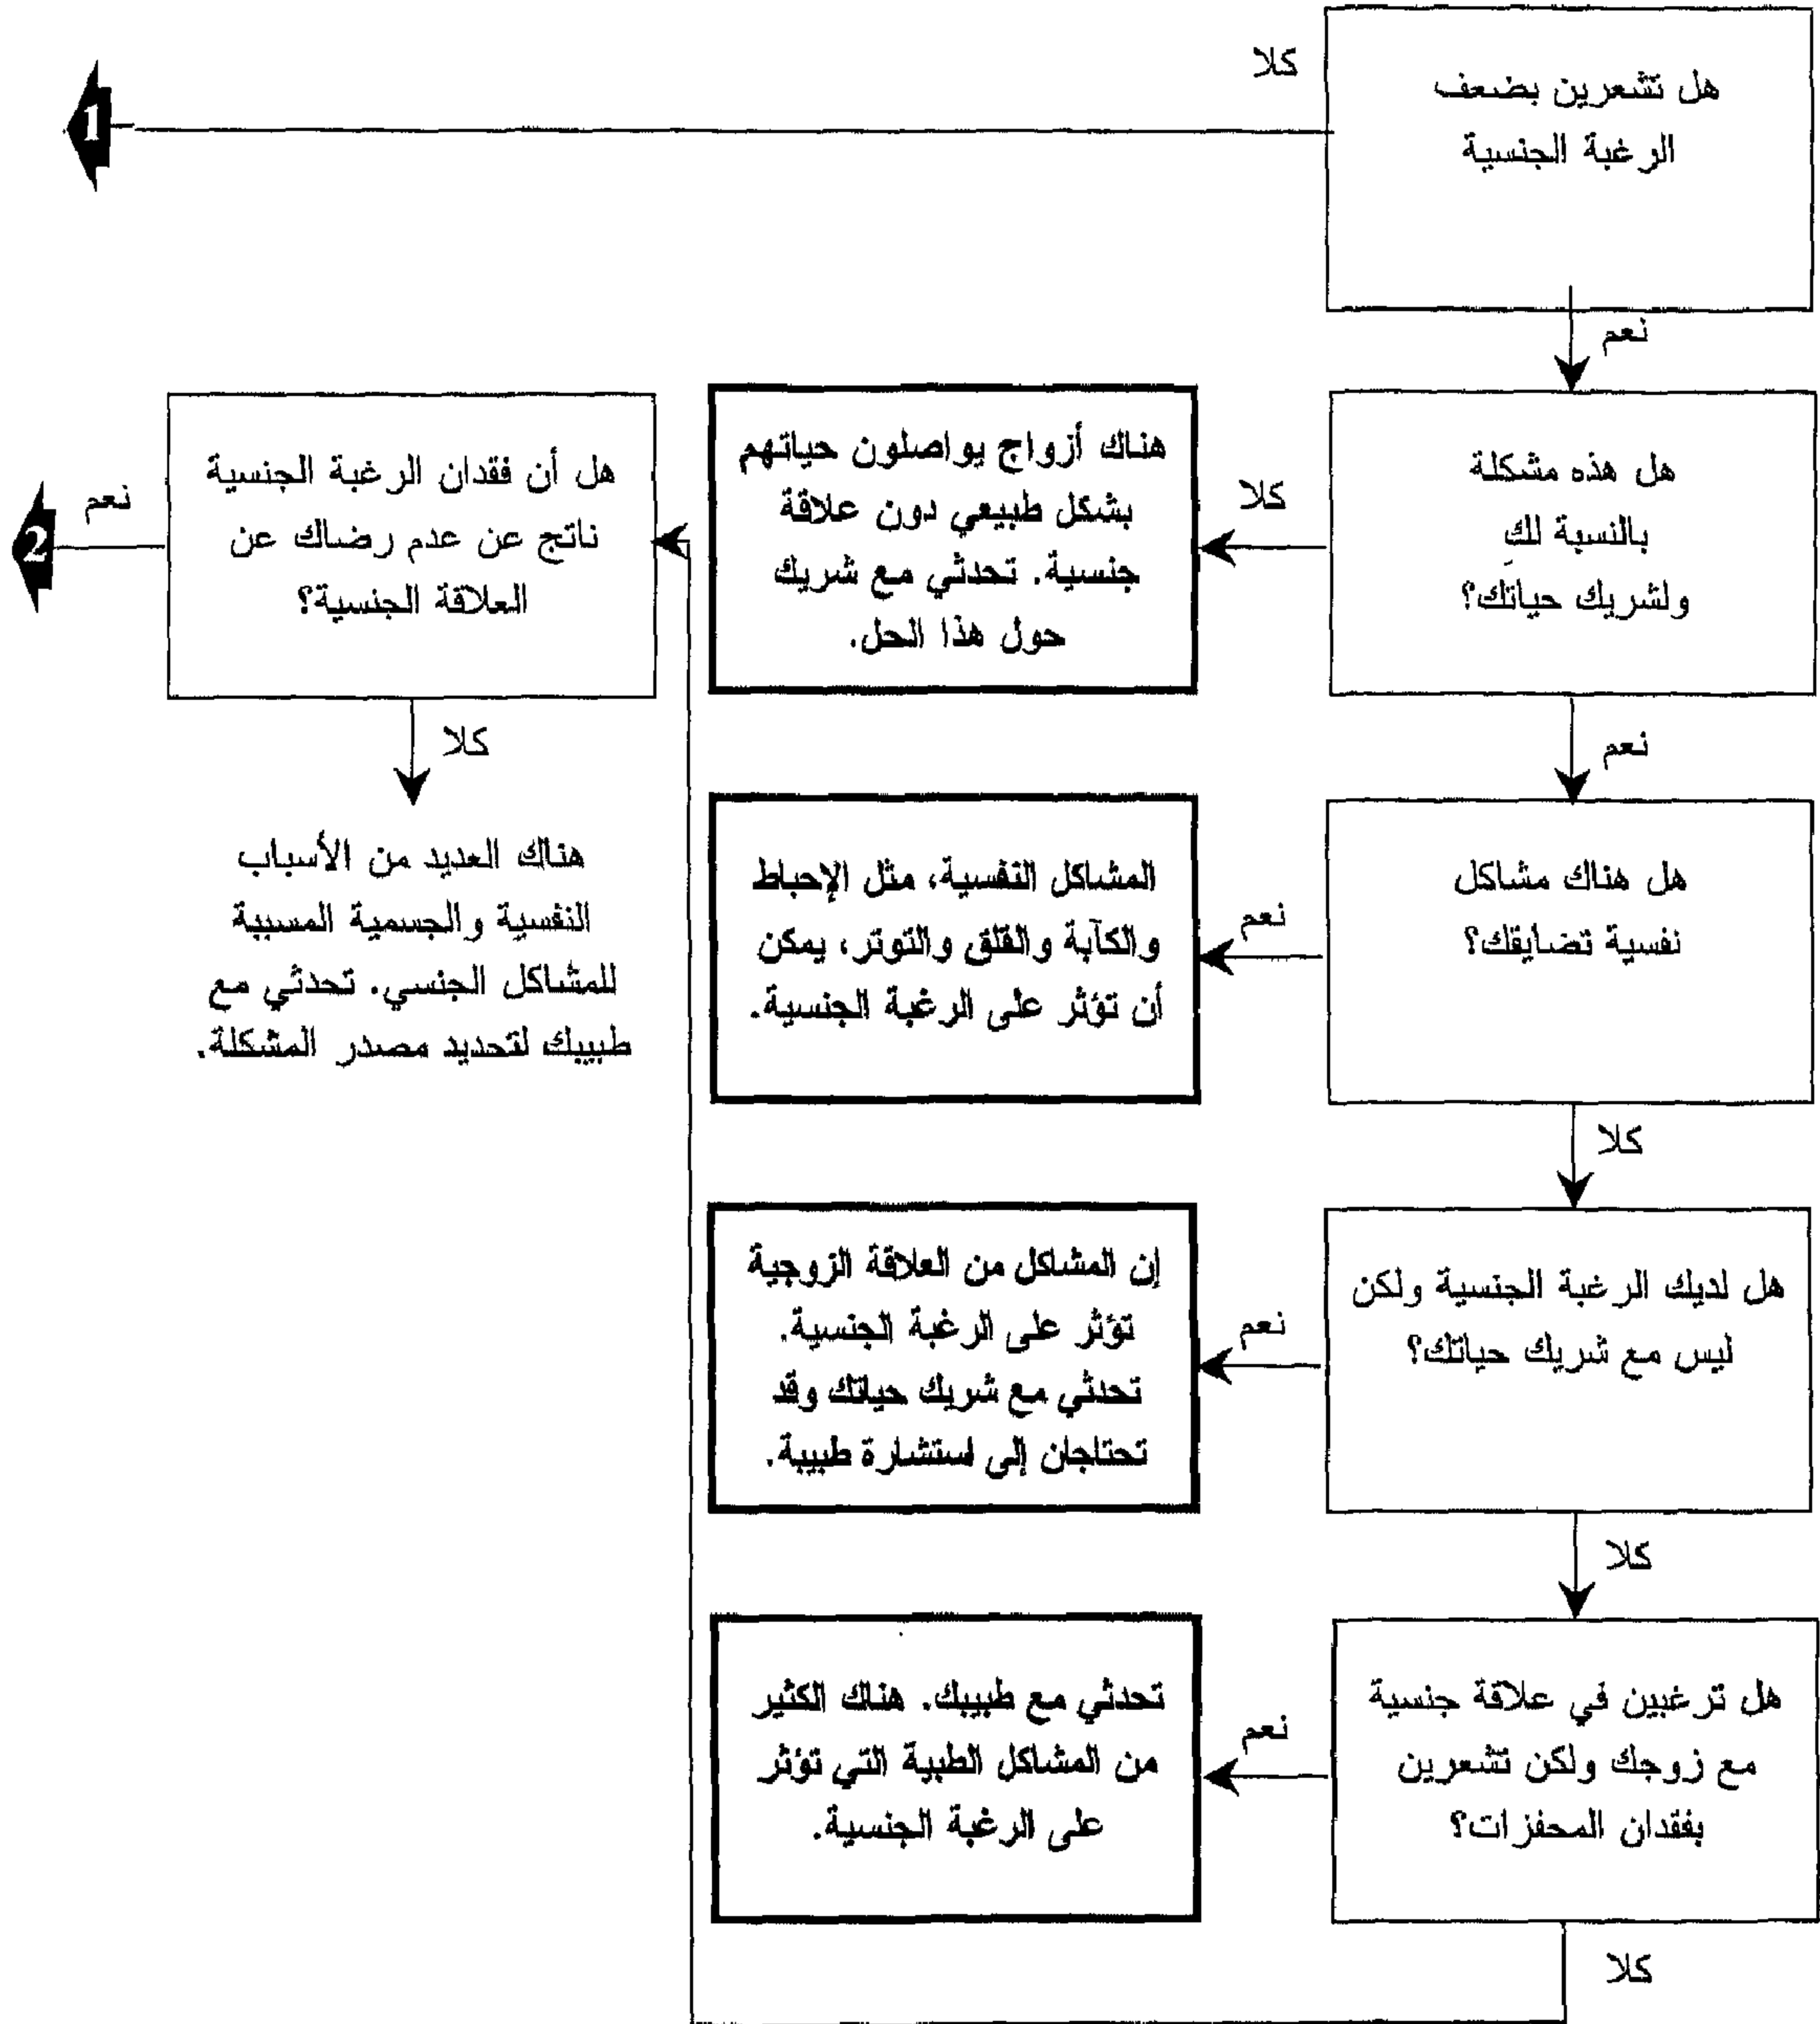 هل تشعرين بضعف
الرغبة الجنسية
كلا
1
نعم
هل هذه مشكلة
بالنسبة لكِ
ولشريك حياتك؟
كلا
هناك أزواج يواصلون حياتهم
بشكل طبيعي دون علاقة
جنسية. تحدثي مع شريك
حول هذا الحل.
هل أن فقدان الرغبة الجنسية
ناتج عن عدم رضاك عن
العلاقة الجنسية؟
نعم
2
كلا
هناك العديد من الأسباب
النفسية والجسمية المسببة
للمشاكل الجنسي. تحدثي مع
طبيبك لتحديد مصدر المشكلة.
نعم
هل هناك مشاكل
نفسية تضايقك؟
نعم
المشاكل النفسية، مثل الإحباط
والكآبة والقلق والتوتر، يمكن
أن تؤثر على الرغبة الجنسية.
كلا
هل لديك الرغبة الجنسية ولكن
ليس مع شريك حياتك؟
نعم
إن المشاكل من العلاقة الزوجية
تؤثر على الرغبة الجنسية.
تحدثي مع شريك حياتك وقد
تحتاجان إلى استشارة طبيبة.
كلا
هل ترغبين في علاقة جنسية
مع زوجك ولكن تشعرين
بفقدان المحفزات؟
نعم
تحدثي مع طبيبك. هناك الكثير
من المشاكل الطبية التي تؤثر
على الرغبة الجنسية.
كلا